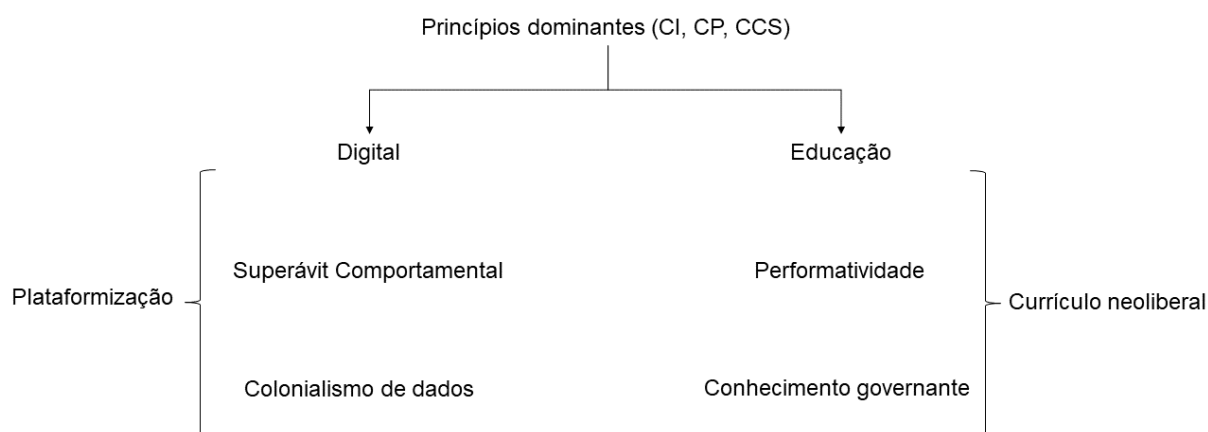 Princípios dominantes (CI, CP, CCS)
Digital
Educação
Superávit Comportamental
Performatividade
Plataformização
Currículo neoliberal
Colonialismo de dados
Conhecimento governante